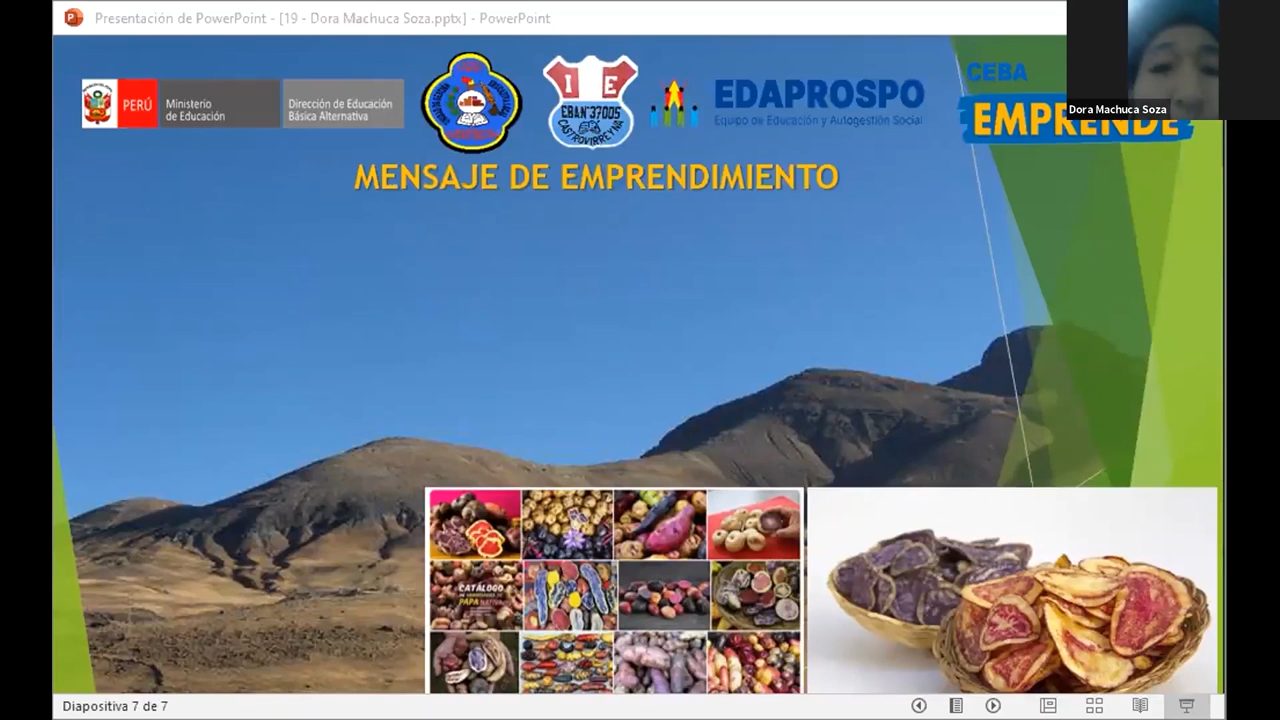 Presentación de PowerPoint - [19 - Dora Machuca Soza.pptx] - PowerPoint
PERÚ
Ministerio
de Educación
Dirección de Educación
Básica Alternativa
I E
EBAN°37005
CASTROVIRREYNA
EDAPROSPO
Equipo de Educación y Autogestión Social
CEBA
EMPRENDE
Dora Machuca Soza
MENSAJE DE EMPRENDIMIENTO
CATÁLOGO
PAPA NATIVA
Diapositiva 7 de 7